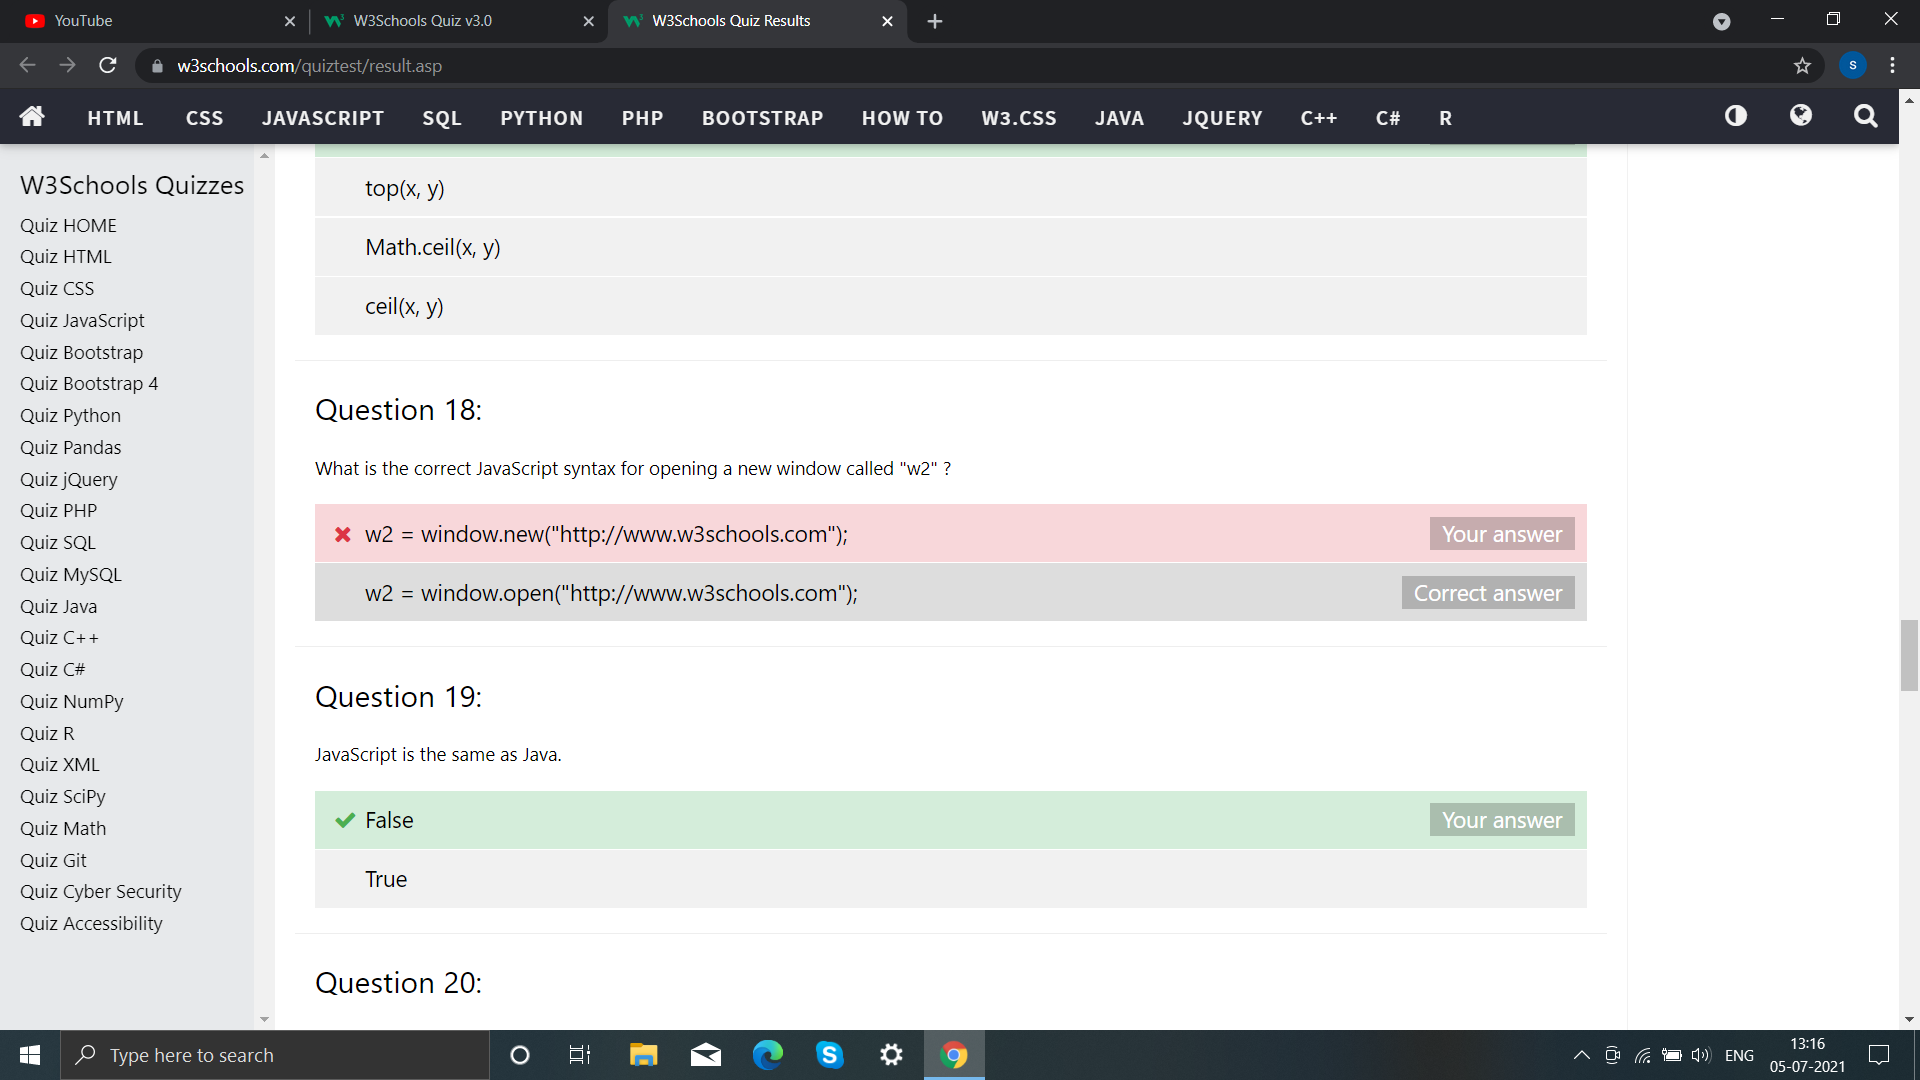 YouTube
W3Schools Quiz v3.0
W3Schools Quiz Results
w3schools.com/quiztest/result.asp
S
HTML CSS JAVASCRIPT SQL PYTHON PHP BOOTSTRAP HOW TO W3.CSS JAVA JQUERY C++ C# R
W3Schools Quizzes
Quiz HOME
Quiz HTML
Quiz CSS
Quiz JavaScript
Quiz Bootstrap
Quiz Bootstrap 4
Quiz Python
Quiz Pandas
Quiz jQuery
Quiz PHP
Quiz SQL
Quiz MySQL
Quiz Java
Quiz C++
Quiz C#
Quiz NumPy
Quiz R
Quiz XML
Quiz SciPy
Quiz Math
Quiz Git
Quiz Cyber Security
Quiz Accessibility
top(x, y)
Math.ceil(x, y)
ceil(x, y)
Question 18:
What is the correct JavaScript syntax for opening a new window called "w2" ?
w2 = window.new("http://www.w3schools.com"); Your answer
w2 = window.open("http://www.w3schools.com"); Correct answer
Question 19:
JavaScript is the same as Java.
False Your answer
True
Question 20:
Type here to search
ENG
13:16
05-07-2021